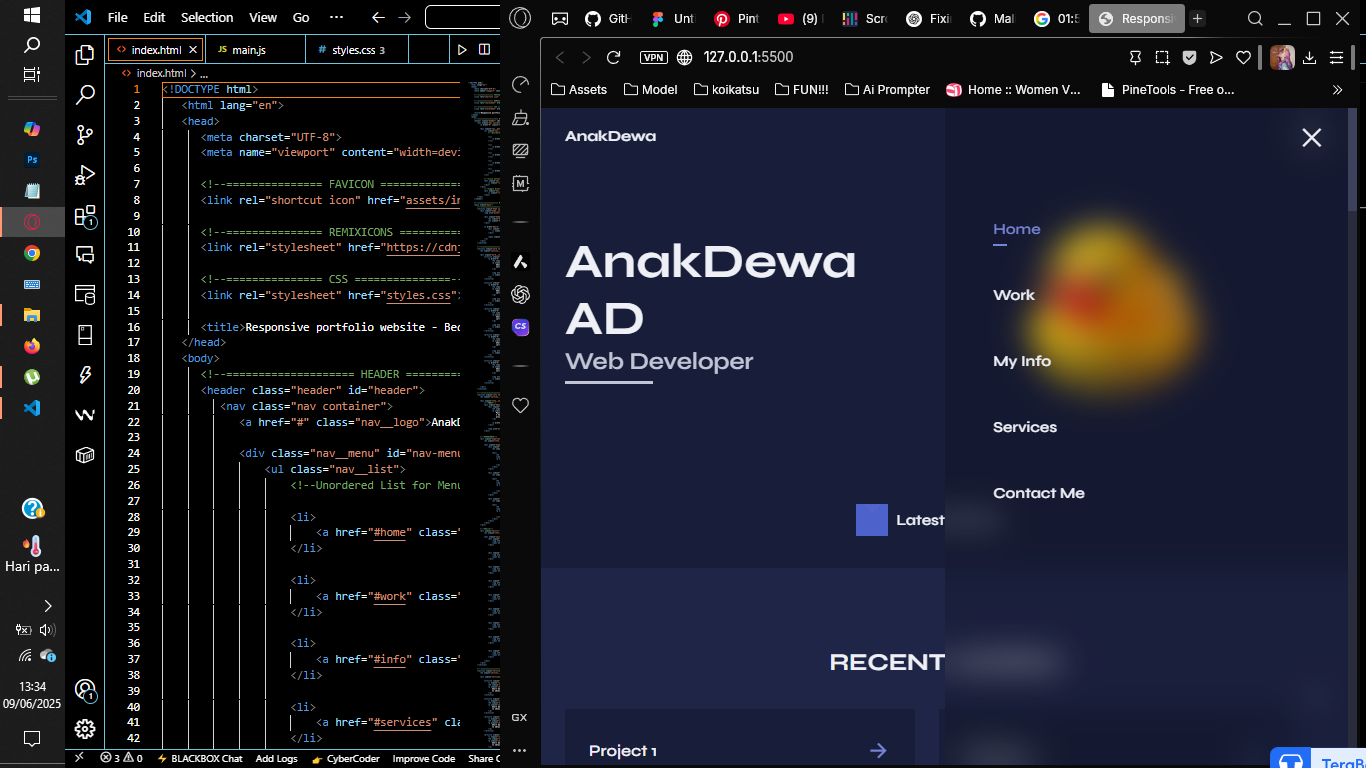 File Edit Selection View Go ...
index.html
main.js
styles.css 3
index.html > ...
1 <!DOCTYPE html>
2 <html lang="en">
3 <head>
4 <meta charset="UTF-8">
5 <meta name="viewport" content="width=devi
6
7 <!--=============== FAVICON =============
8 <link rel="shortcut icon" href="assets/im
9
10 <!--=============== REMIXICONS ==========
11 <link rel="stylesheet" href="https://cdnj
12
13 <!--=============== CSS ===============--
14 <link rel="stylesheet" href="styles.css">
15
16 <title>Responsive portfolio website - Bed
17 </head>
18 <body>
19 <!--==================== HEADER =========
20 <header class="header" id="header">
21 <nav class="nav container">
22 <a href="#" class="nav__logo">AnakD
23
24 <div class="nav__menu" id="nav-menu
25 <ul class="nav__list">
26 <!--Unordered List for Menu
27
28 <li>
29 <a href="#home" class="
30 </li>
31
32 <li>
33 <a href="#work" class="
34 </li>
35
36 <li>
37 <a href="#info" class="
38 </li>
39
40 <li>
41 <a href="#services" cla
42 </li>
3 0 BLACKBOX Chat Add Logs CyberCoder Improve Code Share C
Hari pa...
13:34
09/06/2025
GitH
Unti
Pint
(9)
Scre
Fixin
Mal
01:5
Responsi
VPN 127.0.0.1:5500
Assets Model koikatsu FUN!!! Ai Prompter Home :: Women V... PineTools - Free o...
GX
AnakDewa
AnakDewa
AD
Web Developer
Latest
RECENT
Project 1
Home
Work
My Info
Services
Contact Me
TeraB